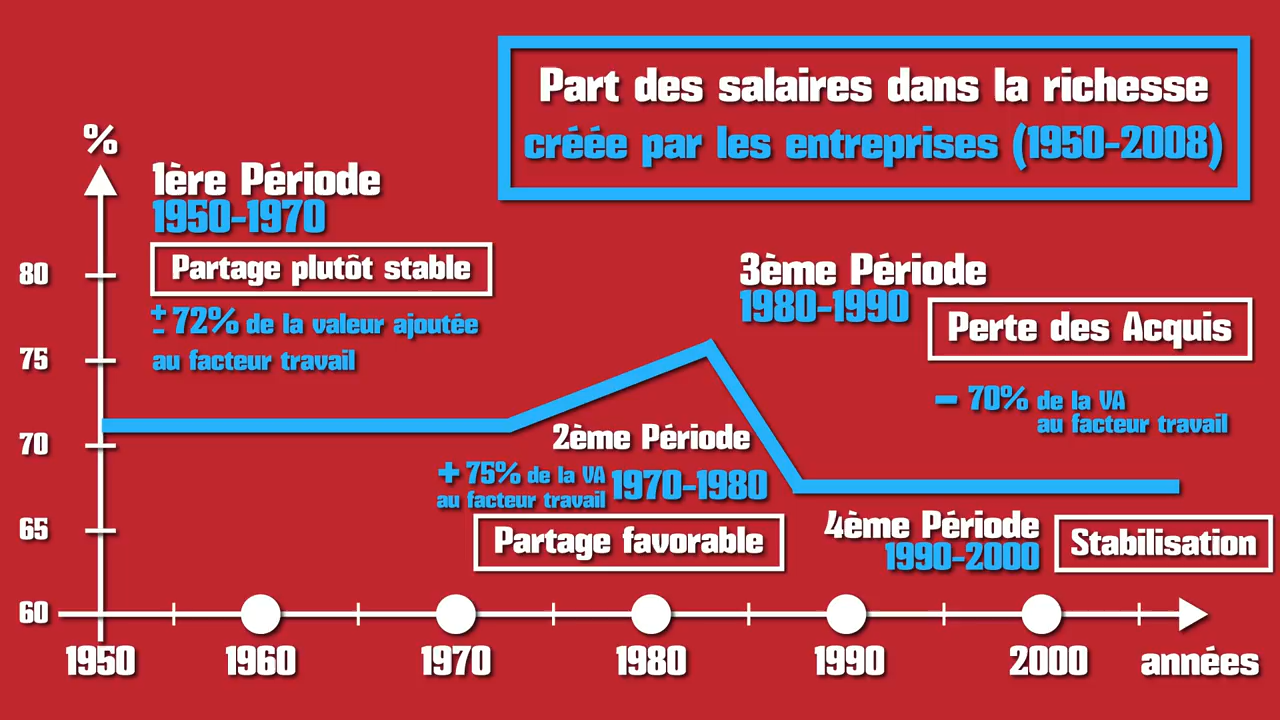 Part des salaires dans la richesse
créée par les entreprises (1950-2008)
%
1ère Période
1950-1970
Partage plutôt stable
± 72% de la valeur ajoutée
au facteur travail
3ème Période
1980-1990
Perte des Acquis
- 70% de la VA
au facteur travail
2ème Période
1970-1980
+ 75% de la VA
au facteur travail
Partage favorable
4ème Période
1990-2000
Stabilisation
80
75
70
65
60
1950 1960 1970 1980 1990 2000 années